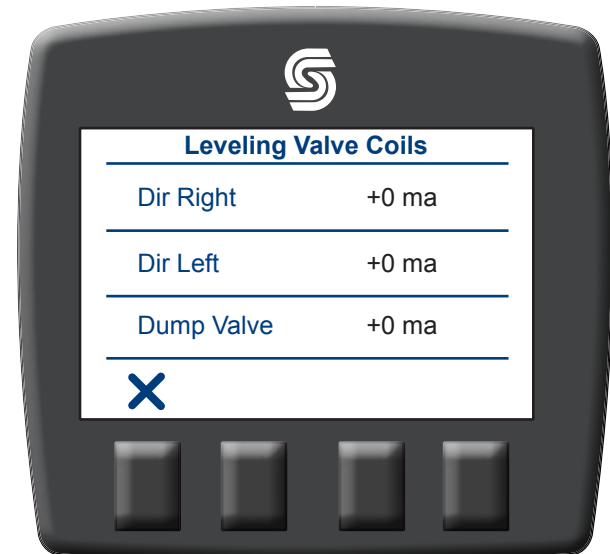 Leveling Valve Coils
Dir Right +0 ma
Dir Left +0 ma
Dump Valve +0 ma